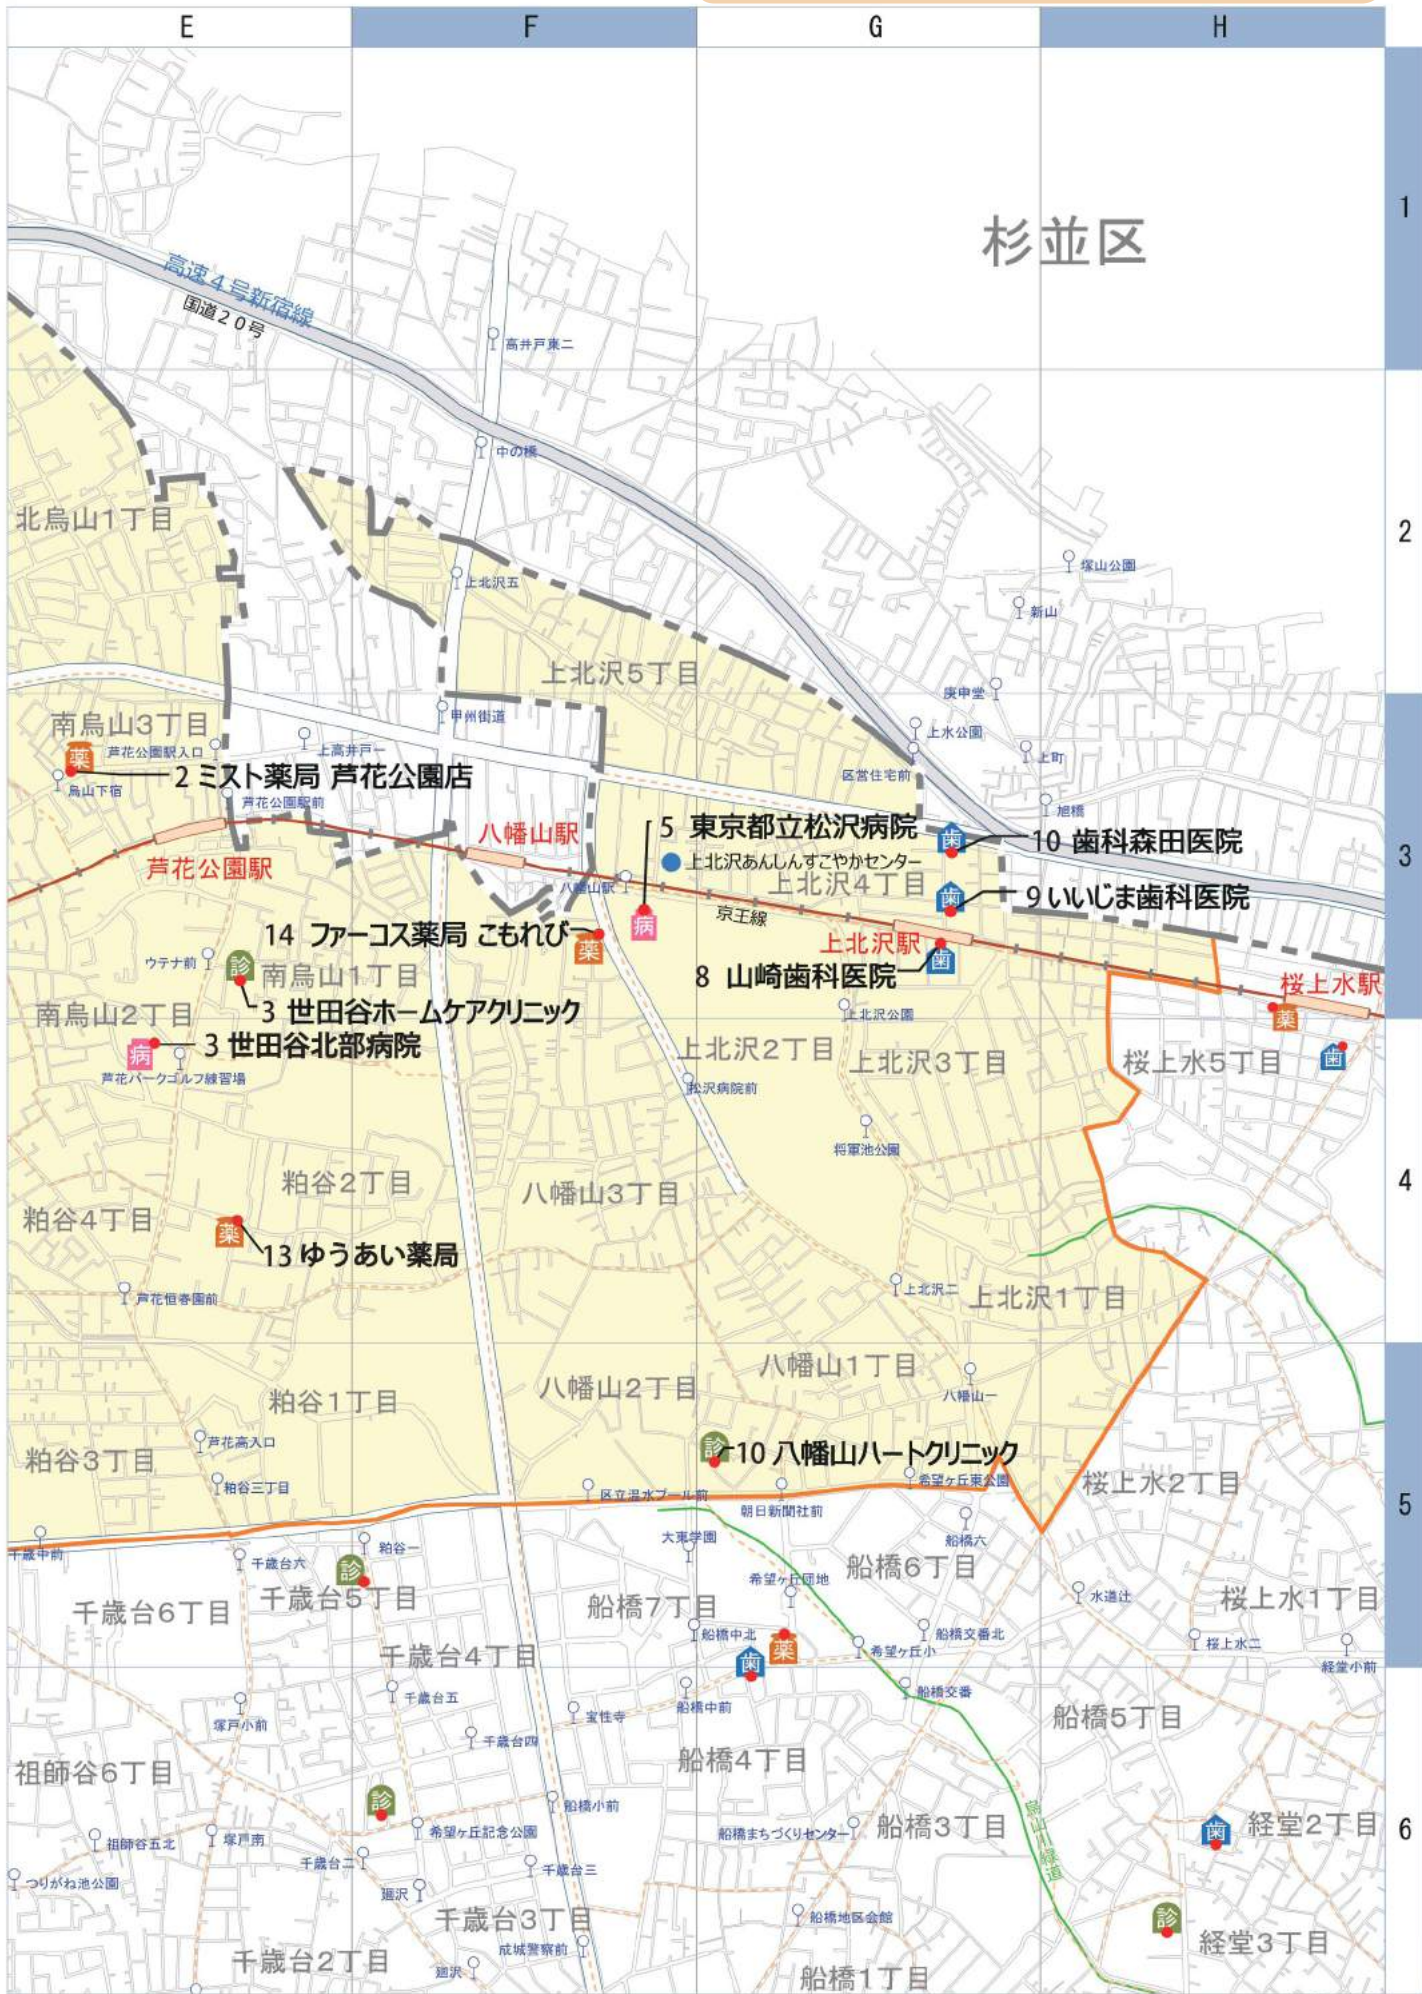 E
F
G
H
1
杉並区
高速4号新宿線
国道20号
高井戸東二
中の橋
北烏山1丁目
2
塚山公園
上北沢五
新山
上北沢5丁目
庚申堂
南烏山3丁目
甲州街道
芦花公園駅入口
上高井戸一
上水公園
上町
薬
2 ミスト薬局 芦花公園店
区営住宅前
烏山下宿
芦花公園駅前
旭橋
八幡山駅
5 東京都立松沢病院
歯
10 歯科森田医院
芦花公園駅
上北沢あんしんすこやかセンター
3
八幡山駅
上北沢4丁目
歯
9 いいじま歯科医院
病
京王線
14 ファーコス薬局 こもれび
薬
上北沢駅
ウテナ前
診
南烏山1丁目
8 山崎歯科医院
歯
桜上水駅
3 世田谷ホームケアクリニック
上北沢公園
薬
南烏山2丁目
病
3 世田谷北部病院
上北沢2丁目
上北沢3丁目
桜上水5丁目
歯
芦花パークゴルフ練習場
松沢病院前
将軍池公園
粕谷2丁目
八幡山3丁目
4
粕谷4丁目
薬
13 ゆうあい薬局
芦花恒春園前
上北沢二
上北沢1丁目
八幡山1丁目
八幡山2丁目
八幡山一
粕谷1丁目
芦花高入口
粕谷3丁目
診
10 八幡山ハートクリニック
粕谷三丁目
希望ヶ丘東公園
桜上水2丁目
区立温水プール前
朝日新聞社前
5
千歳中前
粕谷一
大東学園
船橋六
千歳台六
診
船橋6丁目
希望ヶ丘団地
千歳台5丁目
水道辻
桜上水1丁目
千歳台6丁目
船橋7丁目
船橋中北
薬
船橋交番北
桜上水二
希望ヶ丘小
千歳台4丁目
歯
経堂小前
千歳台五
船橋中前
船橋交番
塚戸小前
宝性寺
船橋5丁目
千歳台四
祖師谷6丁目
船橋4丁目
診
船橋小前
烏山川緑道
祖師谷五北
塚戸南
希望ヶ丘記念公園
船橋まちづくりセンター
船橋3丁目
歯
経堂2丁目
6
千歳台二
千歳台三
つりがね池公園
廻沢
千歳台3丁目
船橋地区会館
診
経堂3丁目
成城警察前
千歳台2丁目
廻沢
船橋1丁目